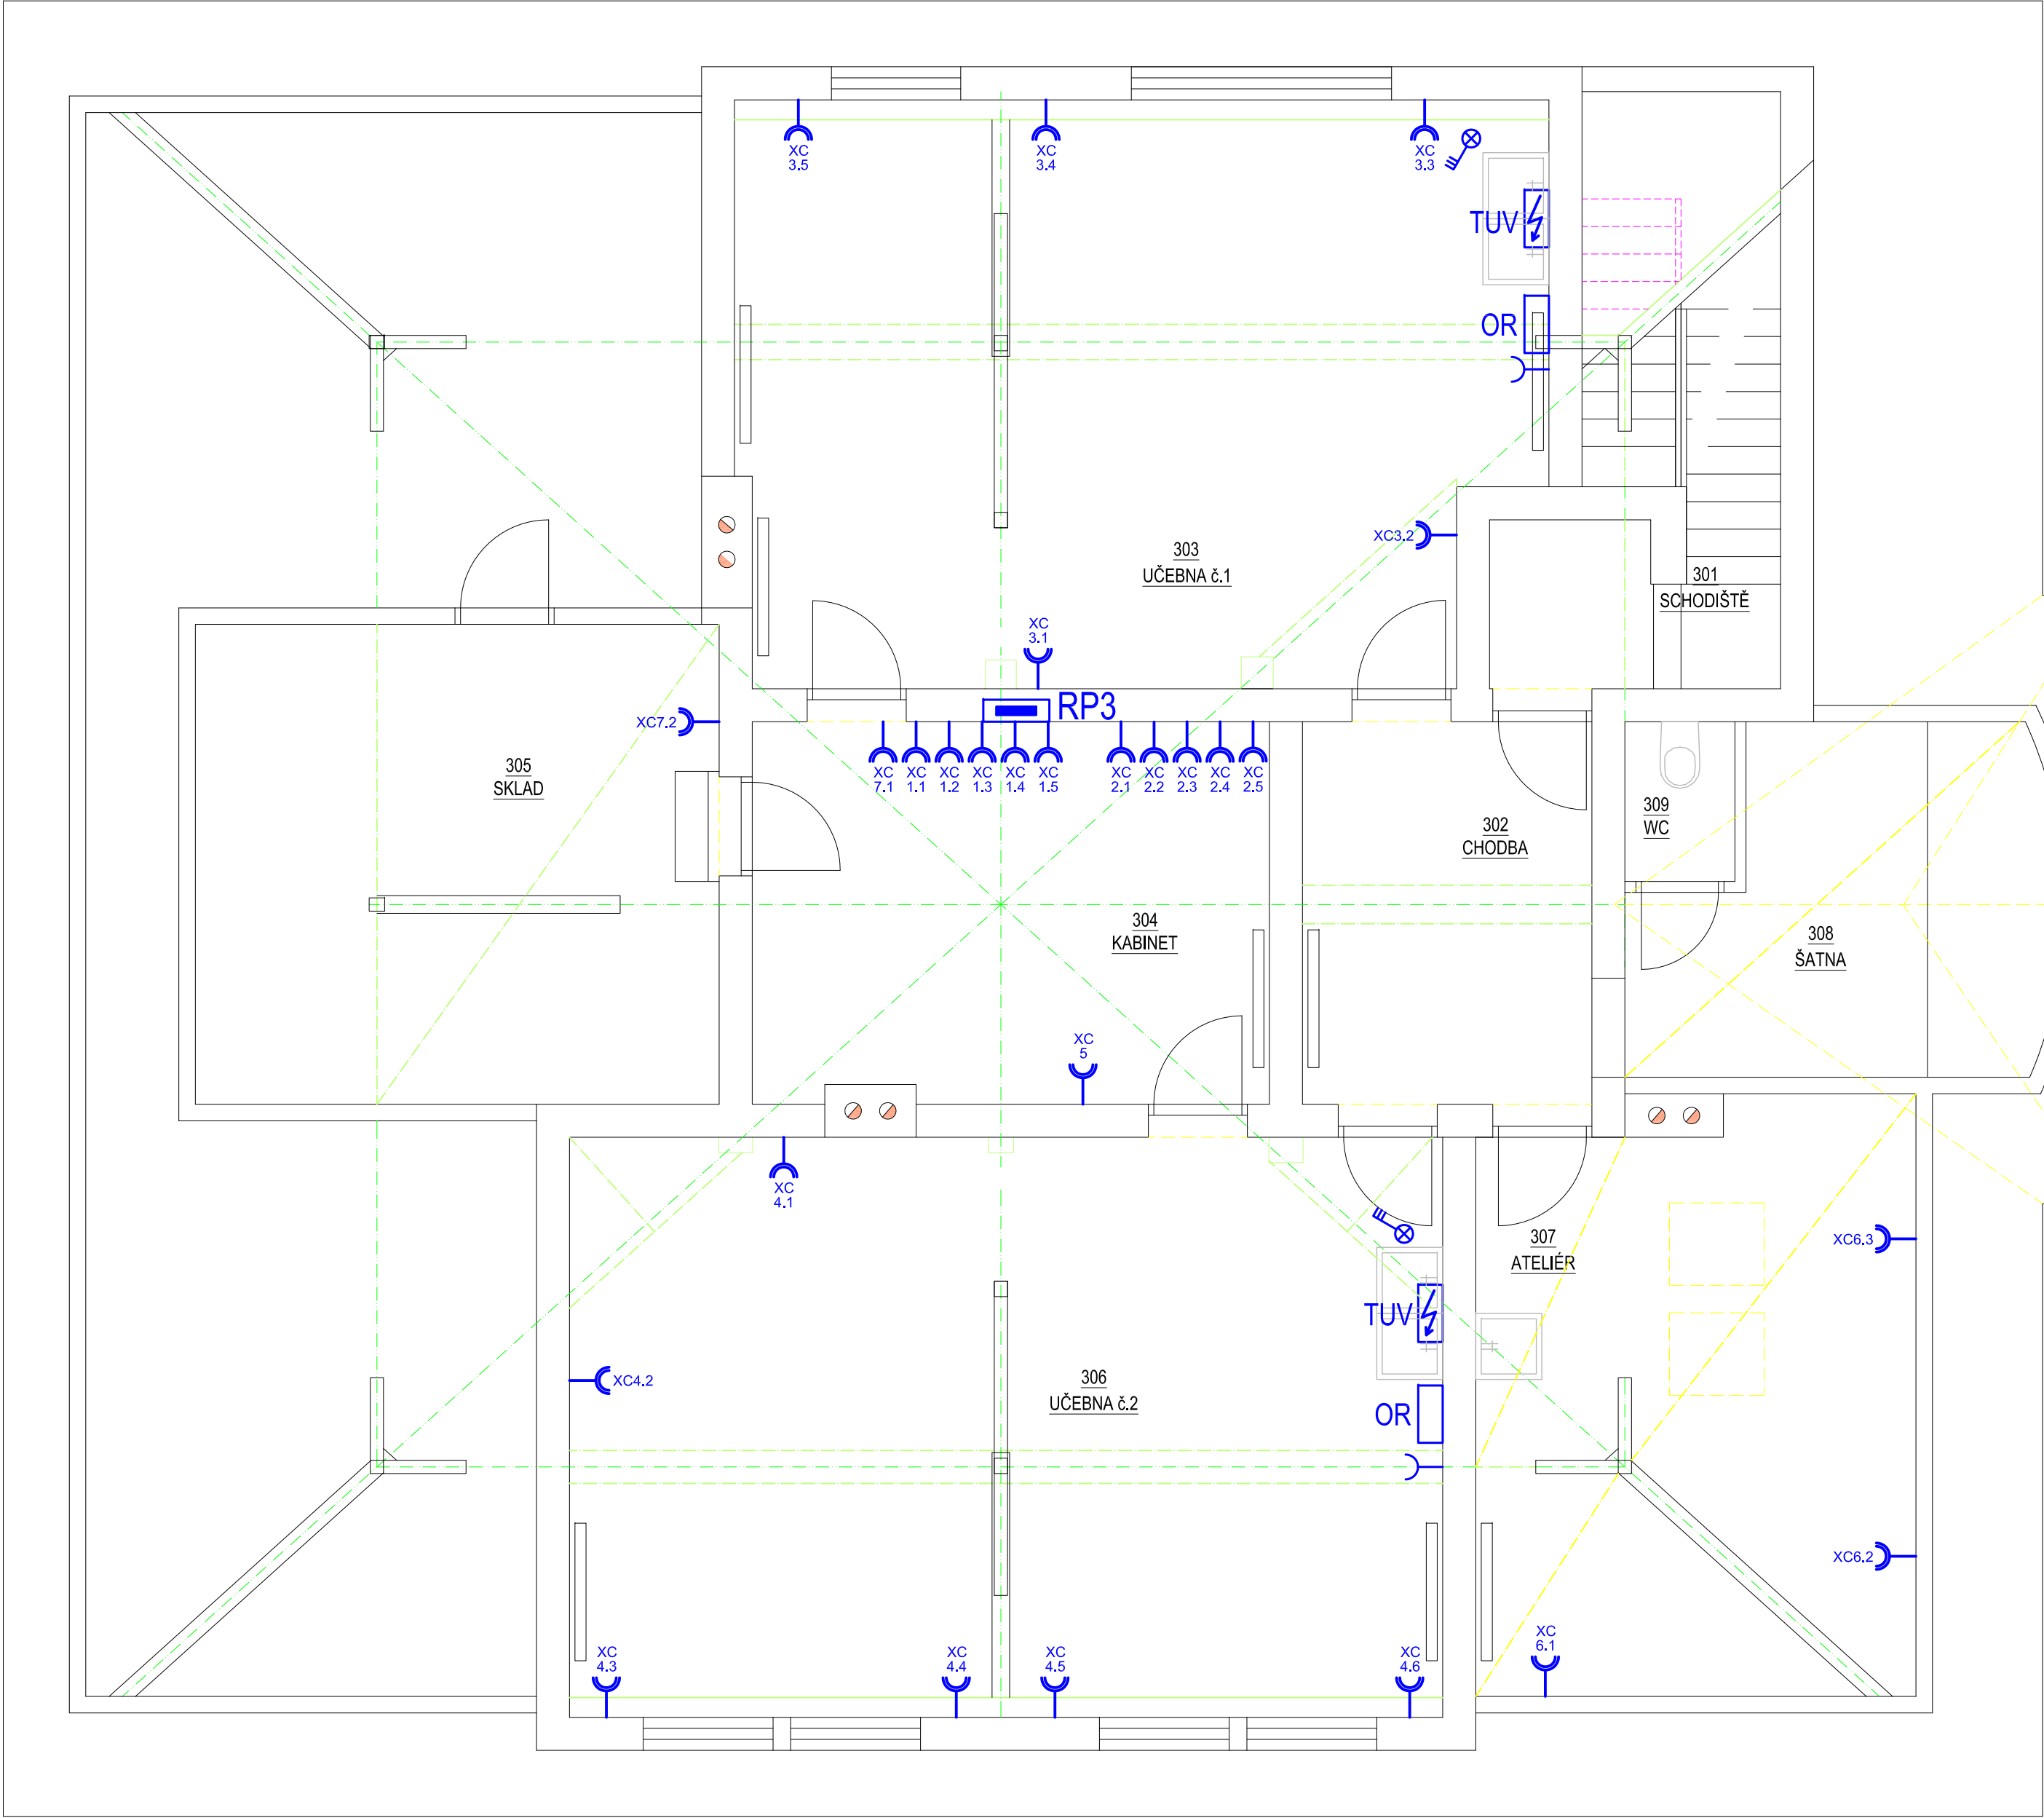 XC
3.5
XC
3.4
XC
3.3
TUV
OR
XC3.2
303
UČEBNA č.1
301
SCHODIŠTĚ
XC
3.1
RP3
XC7.2
305
SKLAD
XC
7.1
XC
1.1
XC
1.2
XC
1.3
XC
1.4
XC
1.5
XC
2.1
XC
2.2
XC
2.3
XC
2.4
XC
2.5
302
CHODBA
309
WC
304
KABINET
308
ŠATNA
XC
5
XC
4.1
307
ATELIÉR
XC6.3
TUV
XC4.2
306
UČEBNA č.2
OR
XC6.2
XC
4.3
XC
4.4
XC
4.5
XC
4.6
XC
6.1